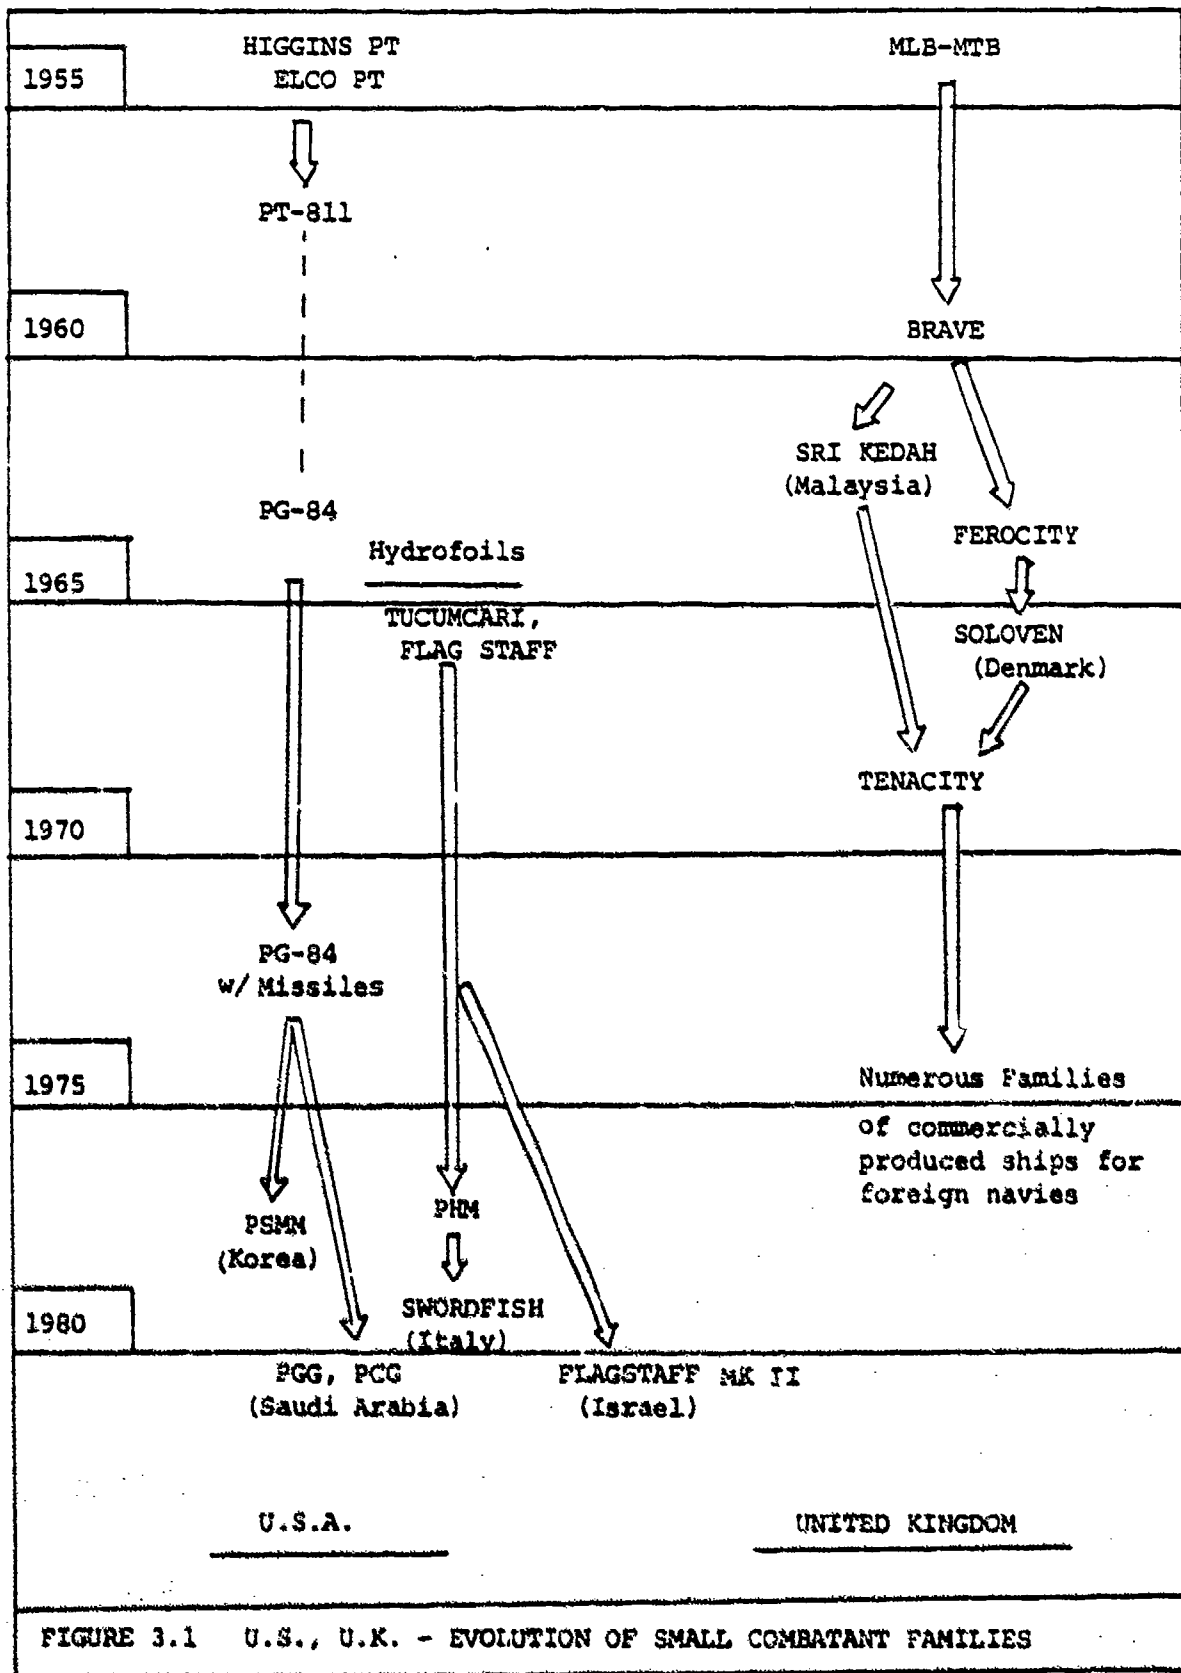 HIGGINS PT
ELCO PT
MLB-MTB
1955
PT-811
1960
BRAVE
SRI KEDAH
(Malaysia)
PG-84
FEROCITY
Hydrofoils
1965
TUCUMCARI,
FLAG STAFF
SOLOVEN
(Denmark)
TENACITY
1970
PG-84
w/ Missiles
1975
Numerous Families
of commercially
produced ships for
foreign navies
PSMM
(Korea)
PHM
SWORDFISH
(Italy)
1980
PGG, PCG
(Saudi Arabia)
FLAGSTAFF MK II
(Israel)
U.S.A.
UNITED KINGDOM
FIGURE 3.1 U.S., U.K. - EVOLUTION OF SMALL COMBATANT FAMILIES